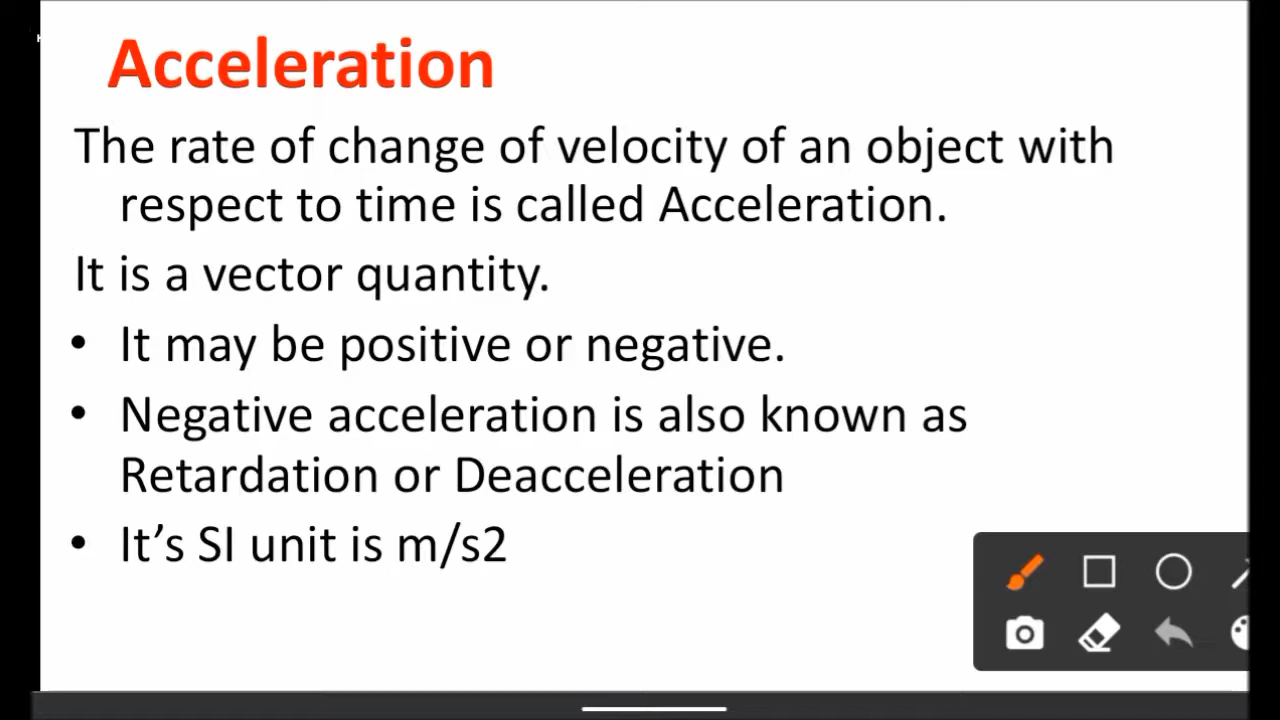 Acceleration
The rate of change of velocity of an object with
respect to time is called Acceleration.
It is a vector quantity.
• It may be positive or negative.
• Negative acceleration is also known as
Retardation or Deacceleration
• It’s SI unit is m/s2